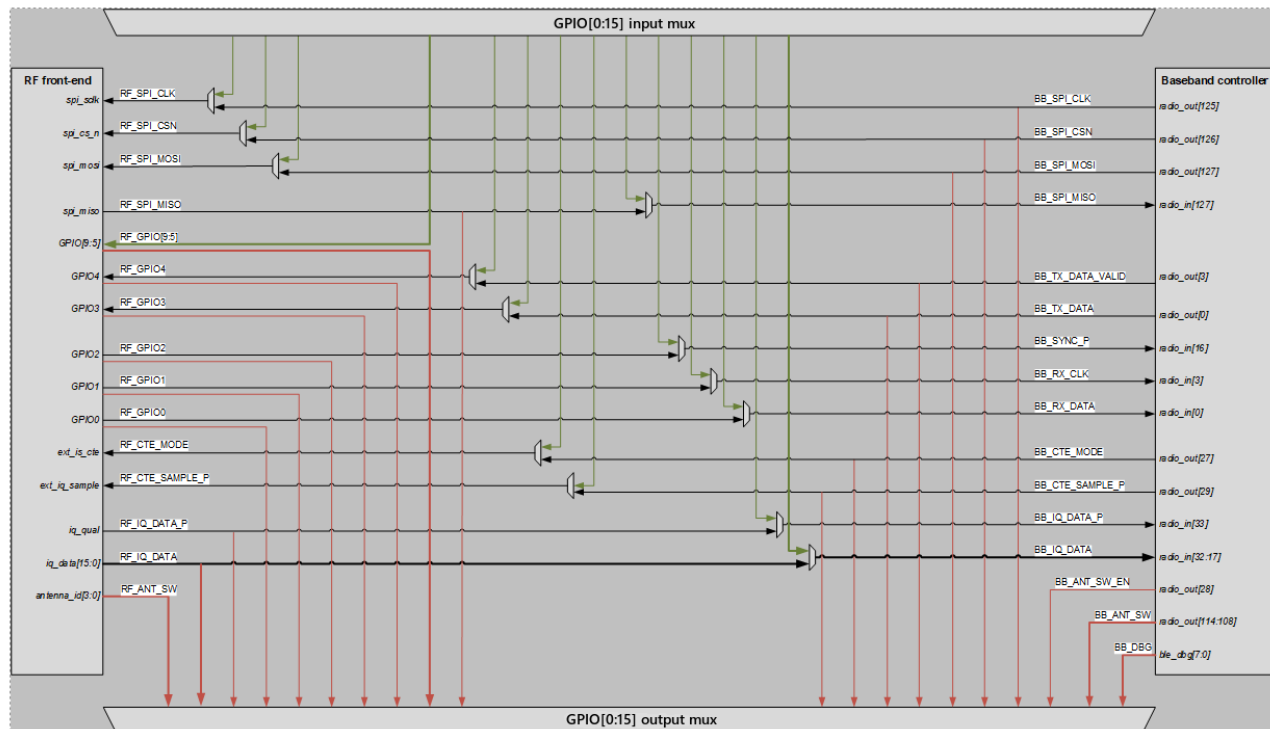 GPIO[0:15] input mux
RF front-end
Baseband controller
spi_sclk
RF_SPI_CLK
BB_SPI_CLK
radio_out[125]
spi_cs_n
RF_SPI_CSN
BB_SPI_CSN
radio_out[126]
spi_mosi
RF_SPI_MOSI
BB_SPI_MOSI
radio_out[127]
spi_miso
RF_SPI_MISO
BB_SPI_MISO
radio_in[127]
GPIO[9:5]
RF_GPIO[9:5]
GPIO4
RF_GPIO4
BB_TX_DATA_VALID
radio_out[3]
GPIO3
RF_GPIO3
BB_TX_DATA
radio_out[0]
GPIO2
RF_GPIO2
BB_SYNC_P
radio_in[16]
GPIO1
RF_GPIO1
BB_RX_CLK
radio_in[3]
GPIO0
RF_GPIO0
BB_RX_DATA
radio_in[0]
ext_is_cte
RF_CTE_MODE
BB_CTE_MODE
radio_out[27]
ext_iq_sample
RF_CTE_SAMPLE_P
BB_CTE_SAMPLE_P
radio_out[29]
iq_qual
RF_IQ_DATA_P
BB_IQ_DATA_P
radio_in[33]
iq_data[15:0]
RF_IQ_DATA
BB_IQ_DATA
radio_in[32:17]
antenna_id[3:0]
RF_ANT_SW
BB_ANT_SW_EN
radio_out[28]
BB_ANT_SW
radio_out[114:108]
BB_DBG
ble_dbg[7:0]
GPIO[0:15] output mux